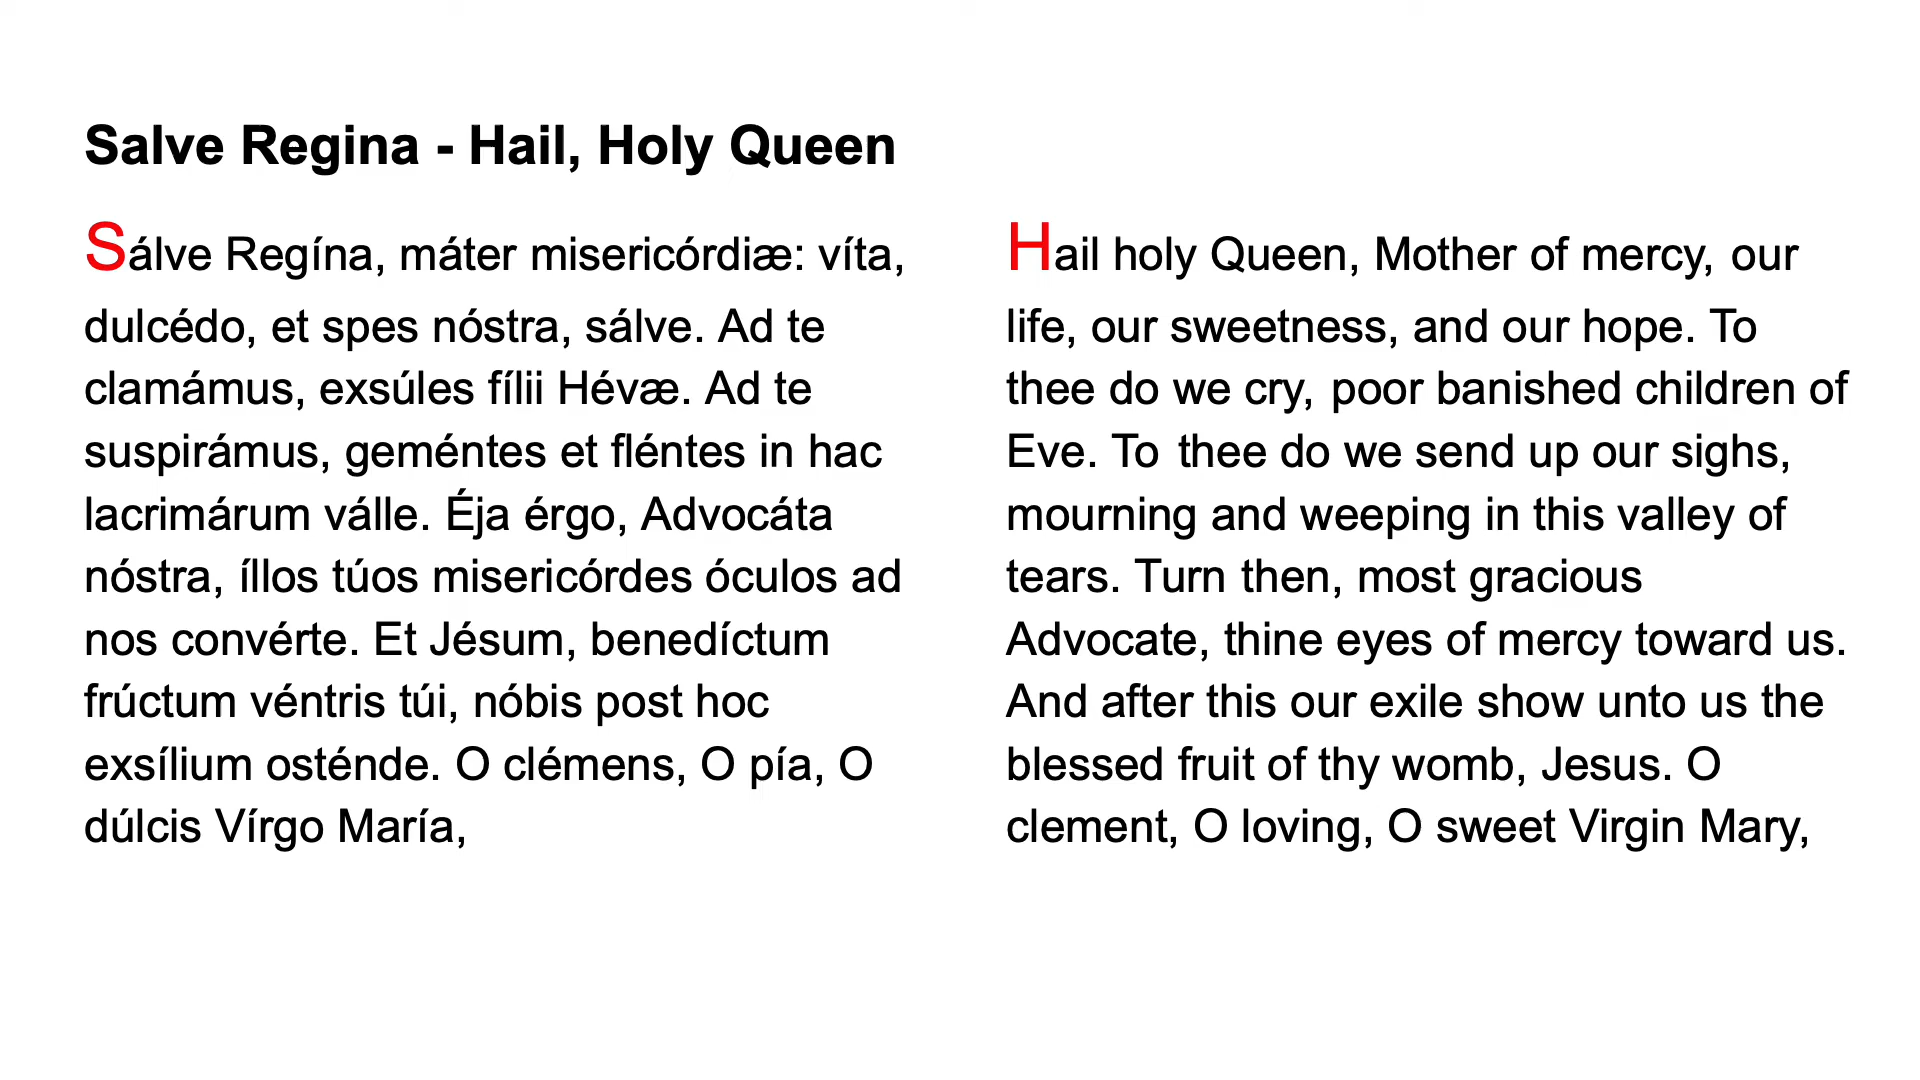 Salve Regina - Hail, Holy Queen
Sálve Regína, máter misericórdiæ: víta,
dulcédo, et spes nóstra, sálve. Ad te
clamámus, exsúles fílii Hévæ. Ad te
suspirámus, geméntes et fléntes in hac
lacrimárum válle. Éja érgo, Advocáta
nóstra, íllos túos misericórdes óculos ad
nos convérte. Et Jésum, benedíctum
frúctum véntris túi, nóbis post hoc
exsílium osténde. O clémens, O pía, O
dúlcis Vírgo María,
Hail holy Queen, Mother of mercy, our
life, our sweetness, and our hope. To
thee do we cry, poor banished children of
Eve. To thee do we send up our sighs,
mourning and weeping in this valley of
tears. Turn then, most gracious
Advocate, thine eyes of mercy toward us.
And after this our exile show unto us the
blessed fruit of thy womb, Jesus. O
clement, O loving, O sweet Virgin Mary,